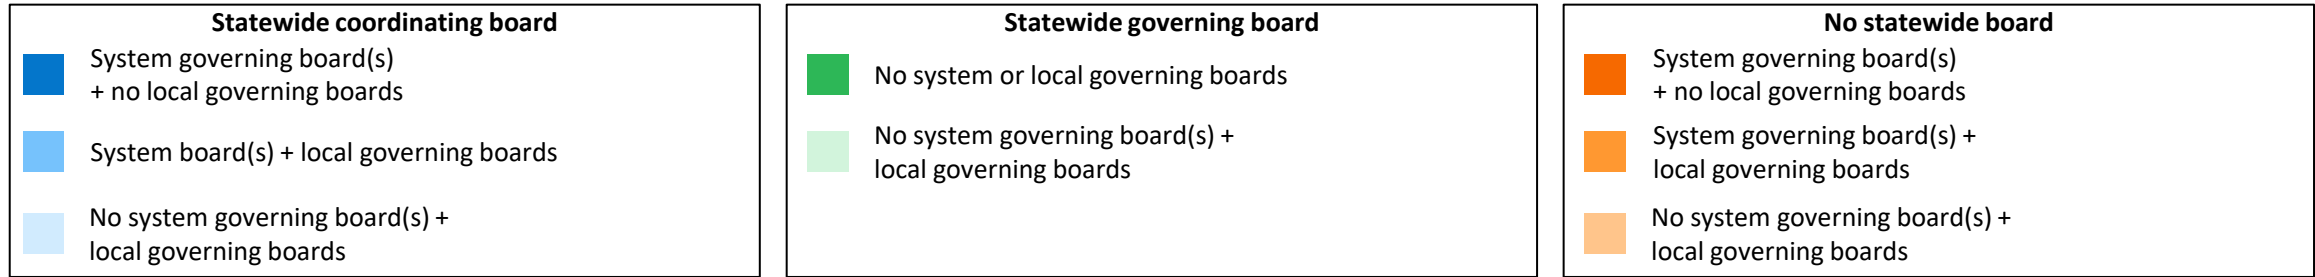 Statewide coordinating board
System governing board(s)
+ no local governing boards
System board(s) + local governing boards
No system governing board(s) +
local governing boards
Statewide governing board
No system or local governing boards
No system governing board(s) +
local governing boards
No statewide board
System governing board(s)
+ no local governing boards
System governing board(s) +
local governing boards
No system governing board(s) +
local governing boards